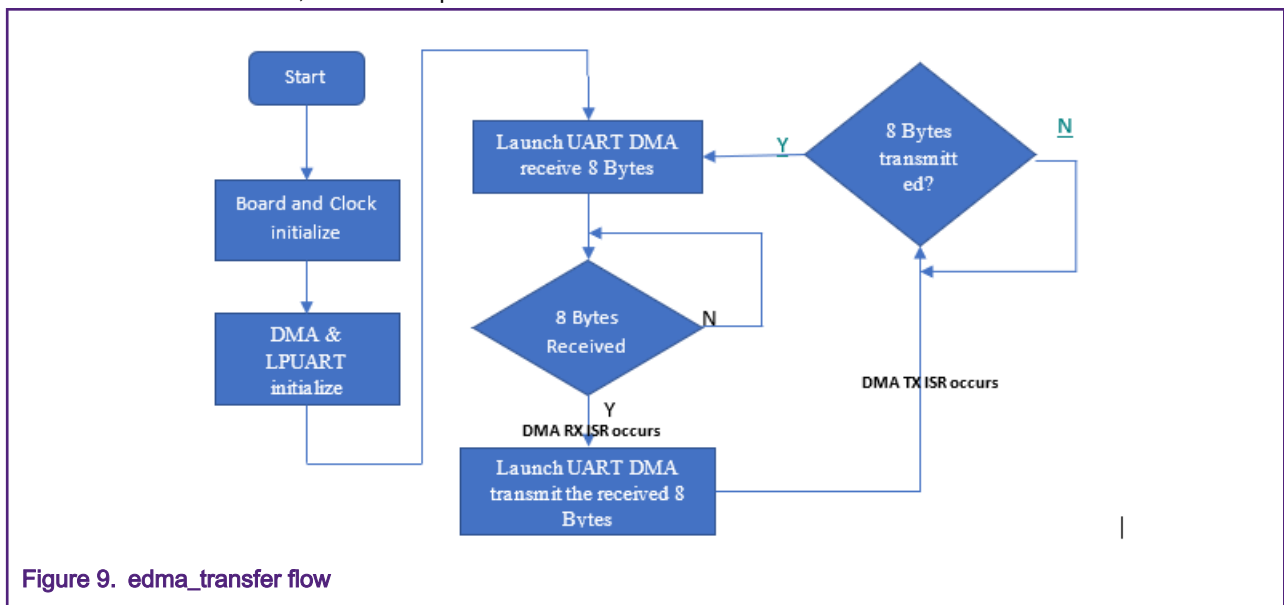 Start
Board and Clock
initialize
DMA &
LPUART
initialize
Launch UART DMA
receive 8 Bytes
8 Bytes
Received
N
Y
DMA RX ISR occurs
Launch UART DMA
transmit the received 8
Bytes
DMA TX ISR occurs
8 Bytes
transmitt
ed?
Y
N
Figure 9. edma_transfer flow